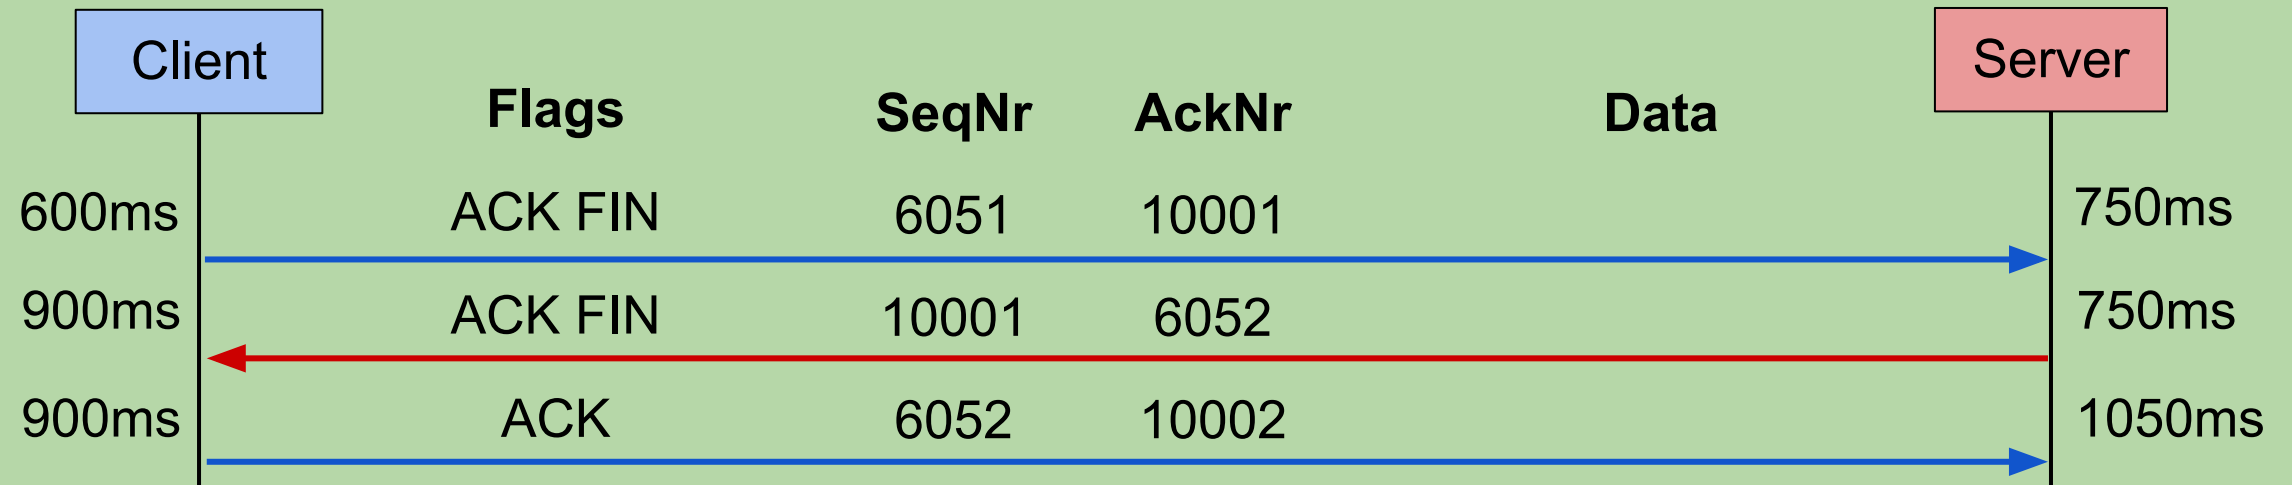 Client Server
Flags SeqNr AckNr Data
600ms ACK FIN 6051 10001 750ms
900ms ACK FIN 10001 6052 750ms
900ms ACK 6052 10002 1050ms